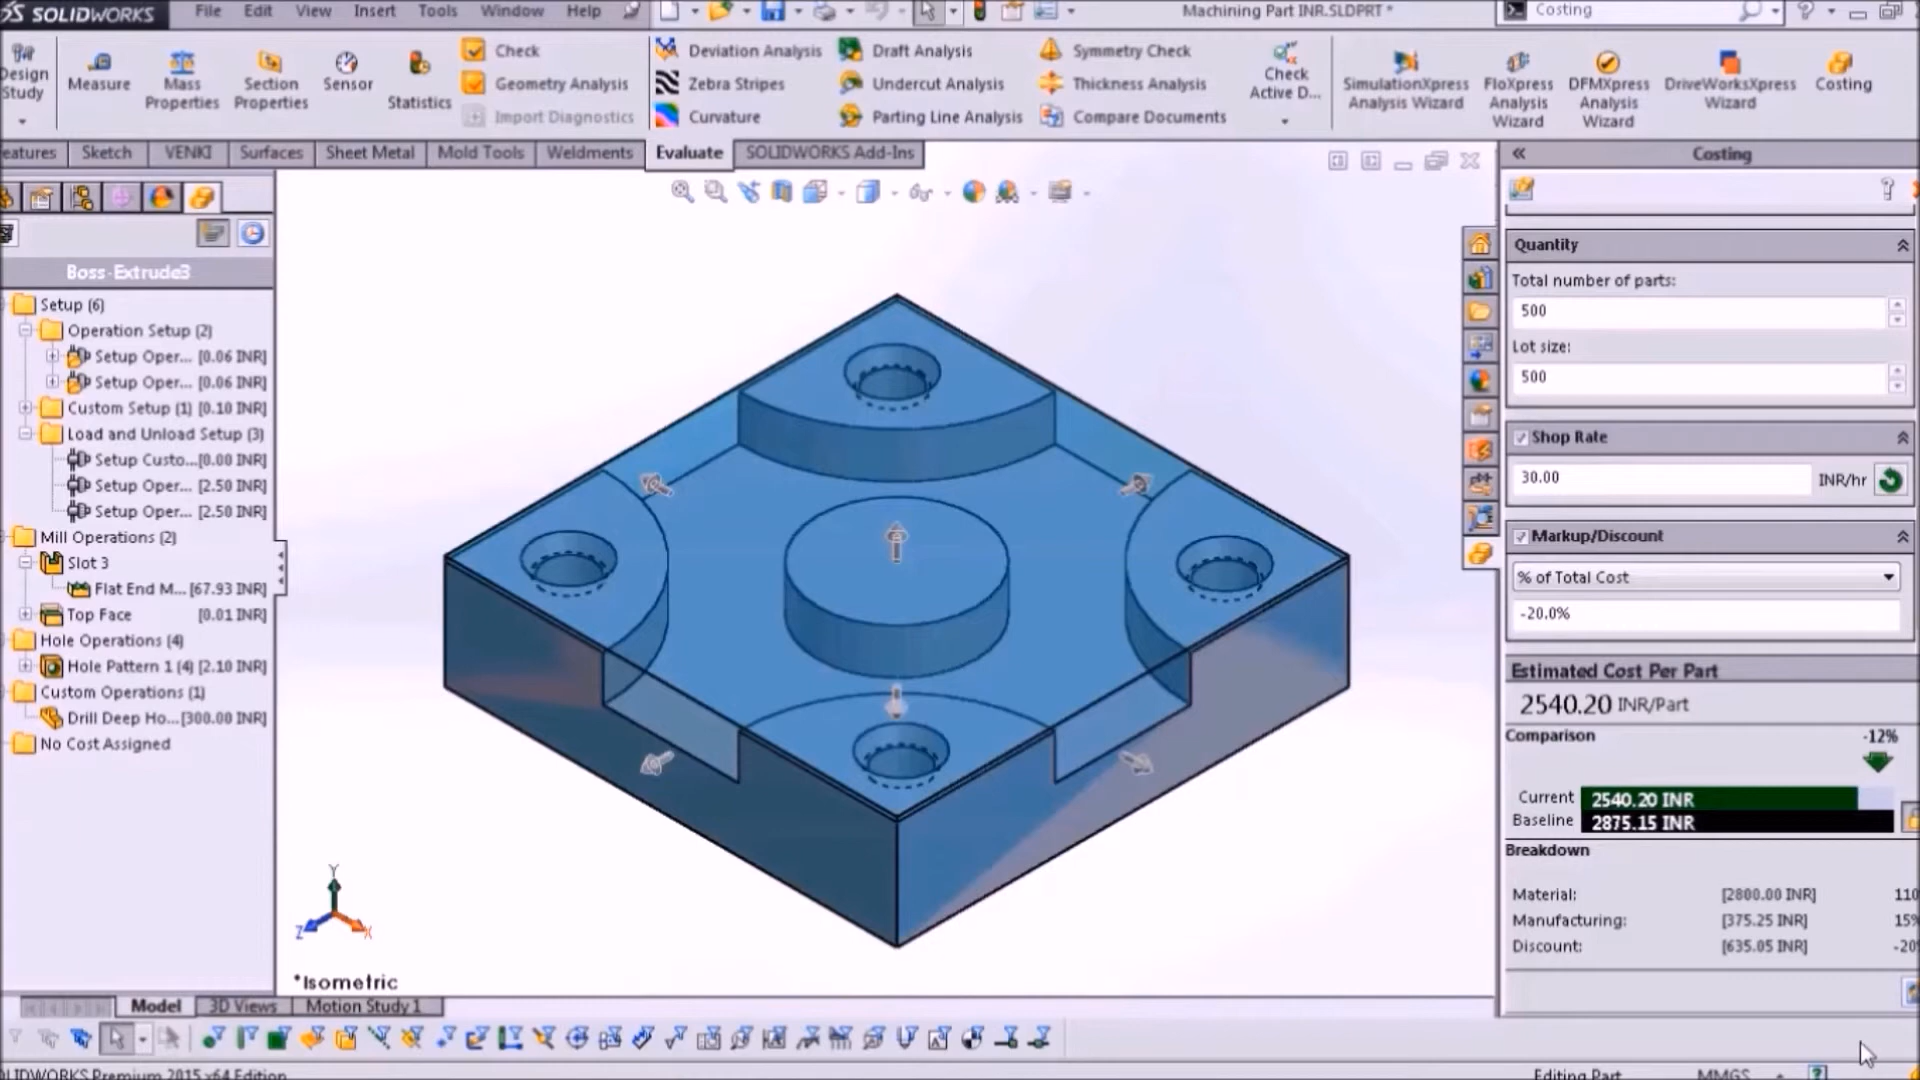 SOLIDWORKS File Edit View Insert Tools Window Help Machining Part INR.SLDPRT * Costing
Design Study
Measure
Mass Properties
Section Properties
Sensor
Statistics
Check
Geometry Analysis
Import Diagnostics
Deviation Analysis
Zebra Stripes
Curvature
Draft Analysis
Undercut Analysis
Parting Line Analysis
Symmetry Check
Thickness Analysis
Compare Documents
Check Active D...
SimulationXpress Analysis Wizard
FloXpress Analysis Wizard
DFMXpress Analysis Wizard
DriveWorksXpress Wizard
Costing
eatures Sketch VENKI Surfaces Sheet Metal Mold Tools Weldments Evaluate SOLIDWORKS Add-Ins
Boss-Extrude3
Setup (6)
Operation Setup (2)
Setup Oper... [0.06 INR]
Setup Oper... [0.06 INR]
Custom Setup (1) [0.10 INR]
Load and Unload Setup (3)
Setup Custo...[0.00 INR]
Setup Oper... [2.50 INR]
Setup Oper... [2.50 INR]
Mill Operations (2)
Slot 3
Flat End M... [67.93 INR]
Top Face [0.01 INR]
Hole Operations (4)
Hole Pattern 1 (4) [2.10 INR]
Custom Operations (1)
Drill Deep Ho...[300.00 INR]
No Cost Assigned
Y
Z
X
*Isometric
Costing
Quantity
Total number of parts:
500
Lot size:
500
Shop Rate
30.00 INR/hr
Markup/Discount
% of Total Cost
-20.0%
Estimated Cost Per Part
2540.20 INR/Part
Comparison -12%
Current 2540.20 INR
Baseline 2875.15 INR
Breakdown
Material: [2800.00 INR] 110
Manufacturing: [375.25 INR] 15%
Discount: [635.05 INR] -20
Model 3D Views Motion Study 1
OLIDWORKS Premium 2015 x64 Edition Editing Part MMGS